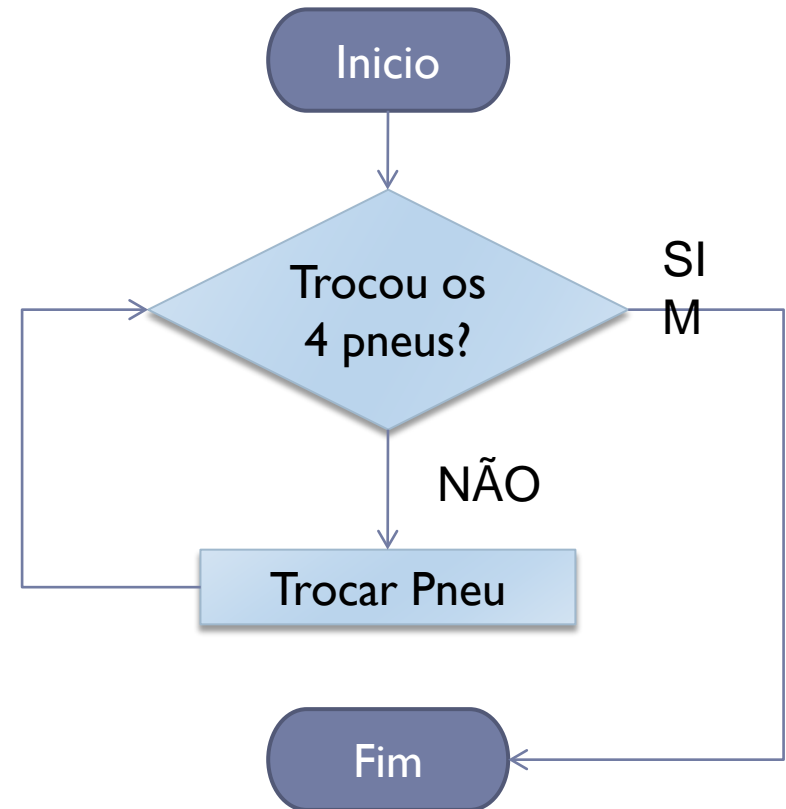 Inicio
Trocou os
4 pneus?
SI
M
NÃO
Trocar Pneu
Fim